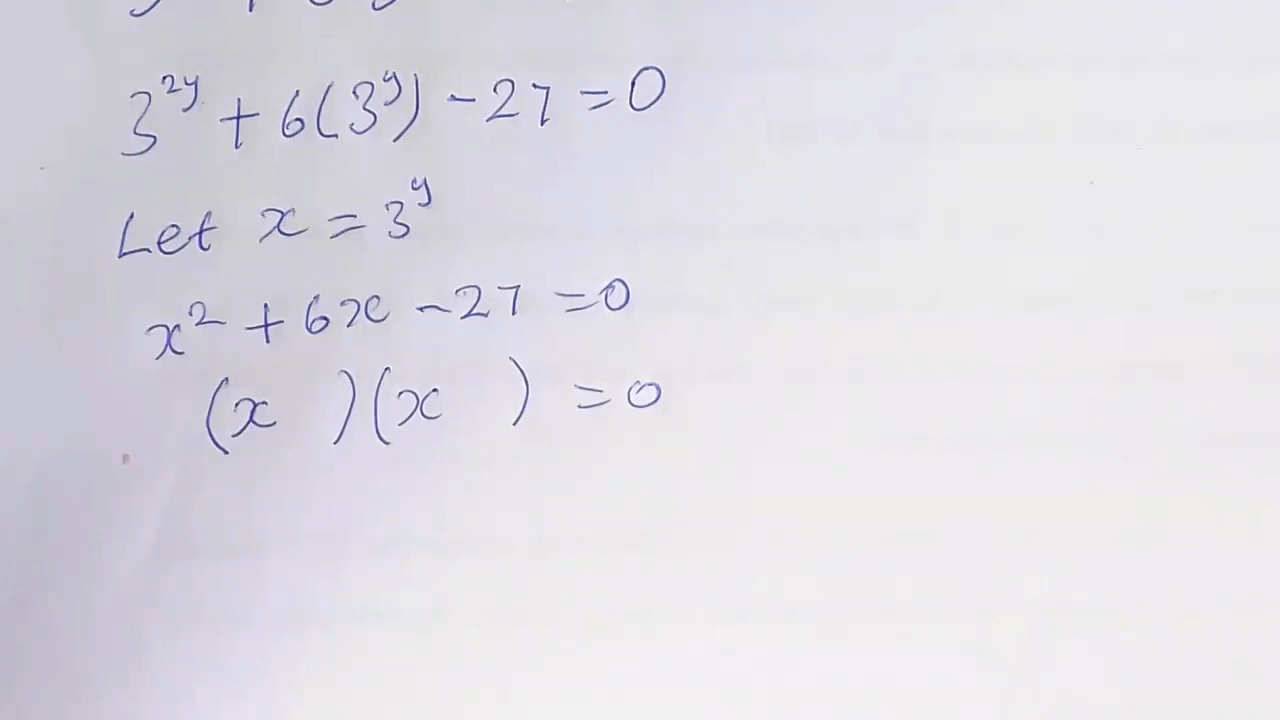 3^{2y} + 6(3^y) - 27 = 0
Let x = 3^y
x^2 + 6x - 27 = 0
(x )(x ) = 0